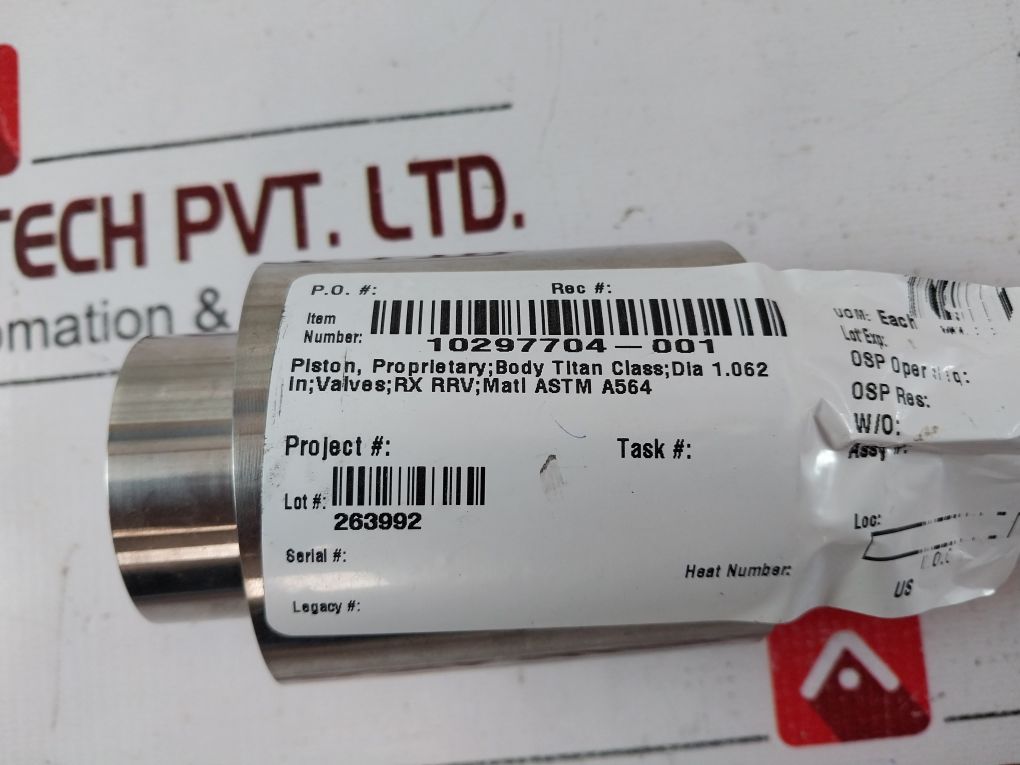 TECH PVT. LTD.
omation &
P.O. #:
Rec #:
Item
Number:
10297704-001
Piston, Proprietary;Body Titan Class;Dia 1.062
in;Valves;RX RRV;Matl ASTM A564
Project #:
Task #:
Lot #:
263992
Serial #:
Heat Number:
Legacy #:
UOM: Each
Lot Exp:
OSP Oper
OSP Res:
W/O:
Assy #:
Loc:
US